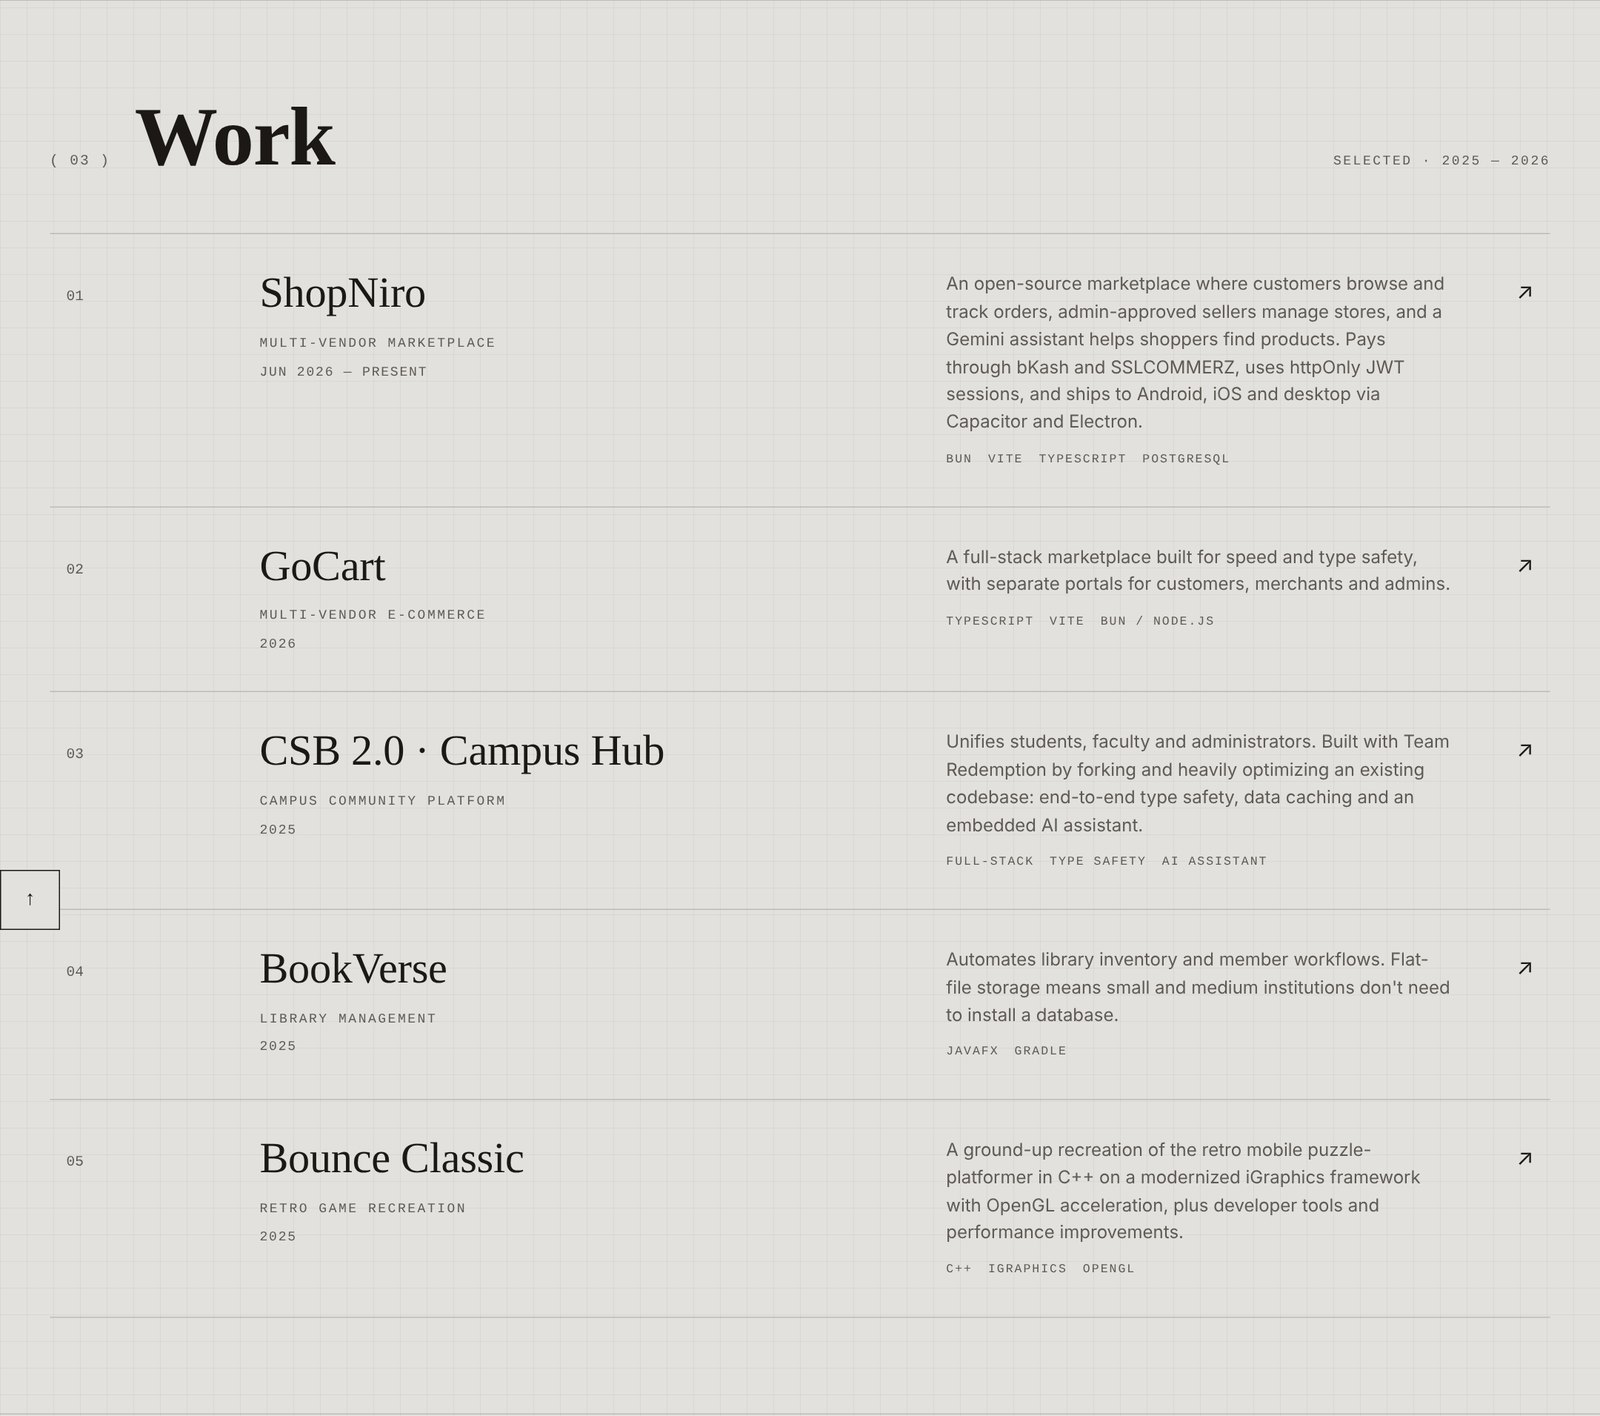 ( 03 ) Work
SELECTED · 2025 — 2026
01
ShopNiro
MULTI-VENDOR MARKETPLACE
JUN 2026 — PRESENT
An open-source marketplace where customers browse and
track orders, admin-approved sellers manage stores, and a
Gemini assistant helps shoppers find products. Pays
through bKash and SSLCOMMERZ, uses httpOnly JWT
sessions, and ships to Android, iOS and desktop via
Capacitor and Electron.
BUN VITE TYPESCRIPT POSTGRESQL
↗
02
GoCart
MULTI-VENDOR E-COMMERCE
2026
A full-stack marketplace built for speed and type safety,
with separate portals for customers, merchants and admins.
TYPESCRIPT VITE BUN / NODE.JS
↗
03
CSB 2.0 · Campus Hub
CAMPUS COMMUNITY PLATFORM
2025
Unifies students, faculty and administrators. Built with Team
Redemption by forking and heavily optimizing an existing
codebase: end-to-end type safety, data caching and an
embedded AI assistant.
FULL-STACK TYPE SAFETY AI ASSISTANT
↗
↑
04
BookVerse
LIBRARY MANAGEMENT
2025
Automates library inventory and member workflows. Flat-
file storage means small and medium institutions don't need
to install a database.
JAVAFX GRADLE
↗
05
Bounce Classic
RETRO GAME RECREATION
2025
A ground-up recreation of the retro mobile puzzle-
platformer in C++ on a modernized iGraphics framework
with OpenGL acceleration, plus developer tools and
performance improvements.
C++ IGRAPHICS OPENGL
↗